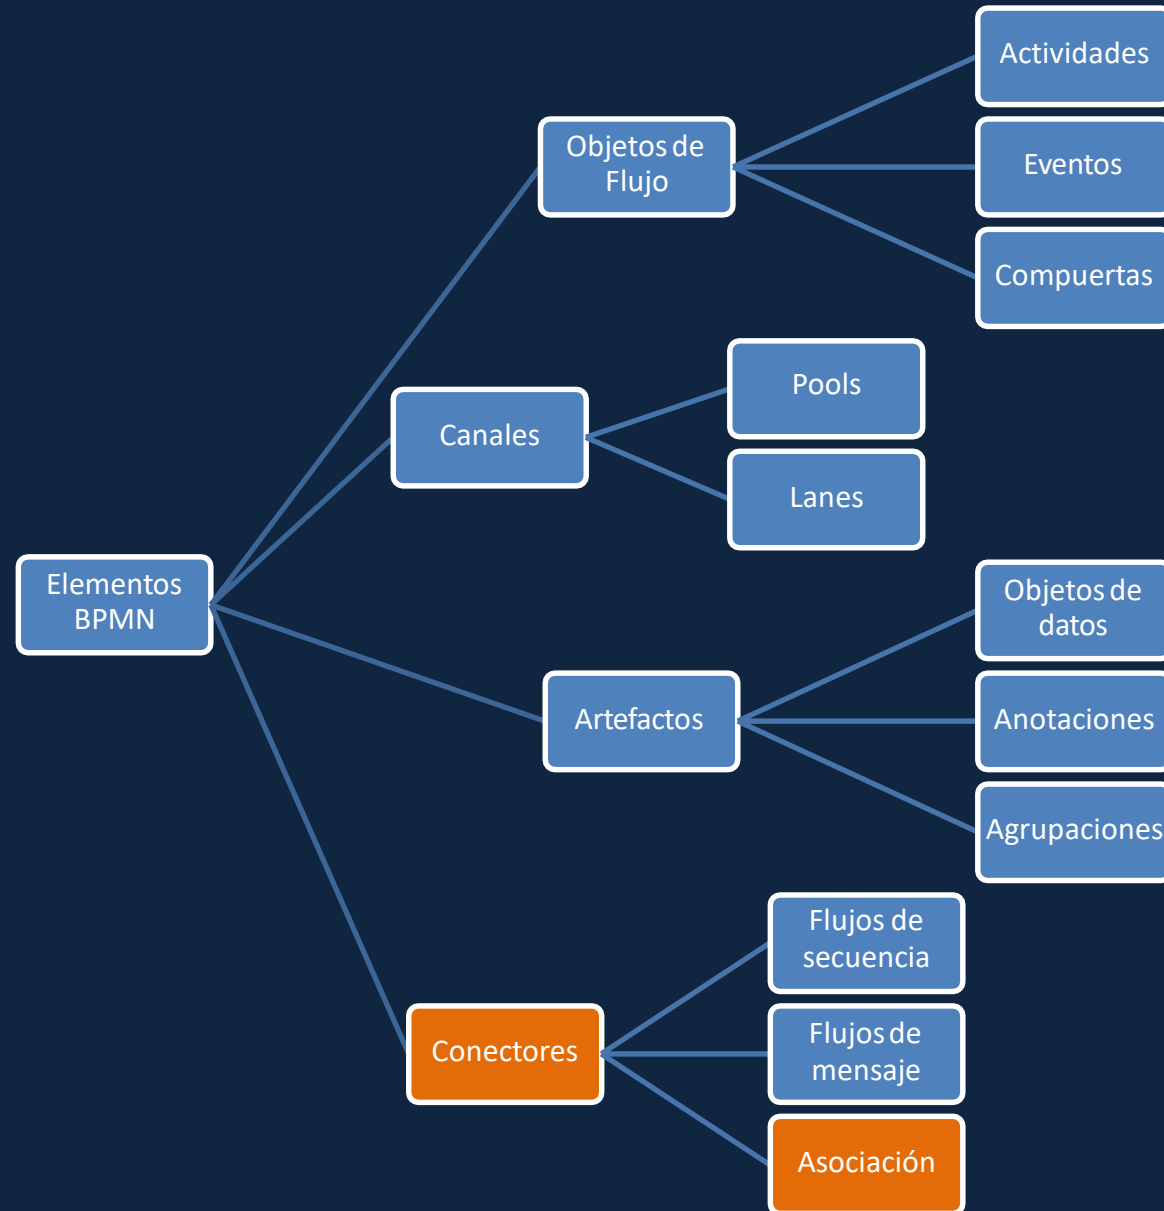 Elementos
BPMN
Objetos de
Flujo
Actividades
Eventos
Compuertas
Canales
Pools
Lanes
Artefactos
Objetos de
datos
Anotaciones
Agrupaciones
Conectores
Flujos de
secuencia
Flujos de
mensaje
Asociación